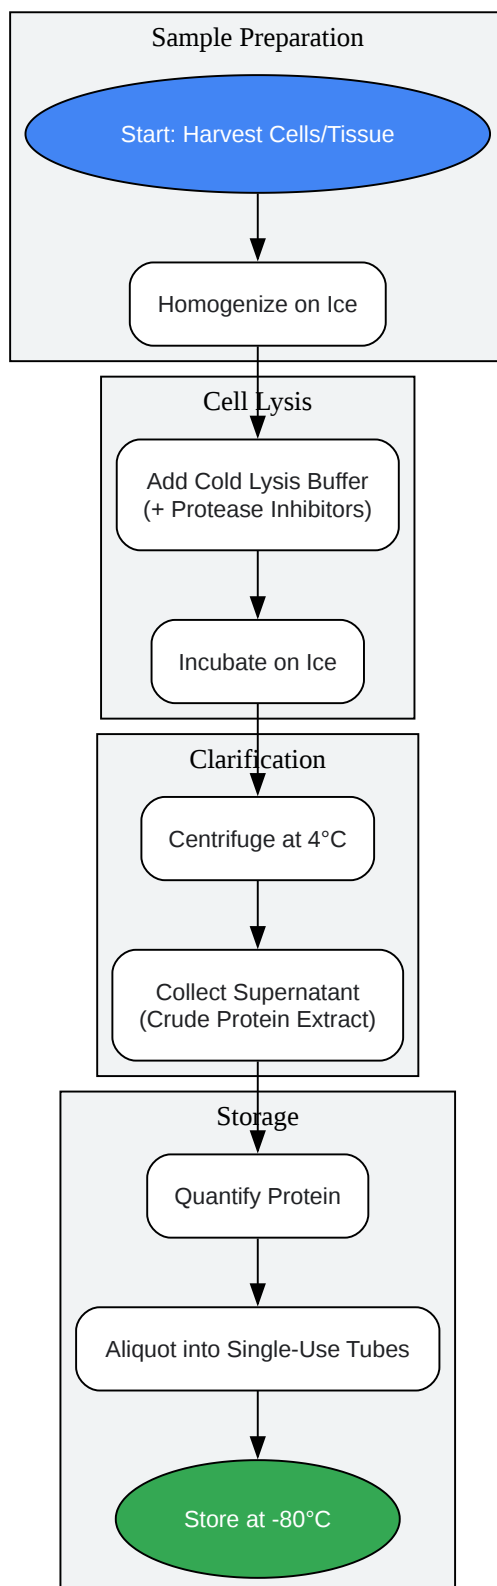 Sample Preparation
Start: Harvest Cells/Tissue
Homogenize on Ice
Cell Lysis
Add Cold Lysis Buffer
(+ Protease Inhibitors)
Incubate on Ice
Clarification
Centrifuge at 4°C
Collect Supernatant
(Crude Protein Extract)
Storage
Quantify Protein
Aliquot into Single-Use Tubes
Store at -80°C